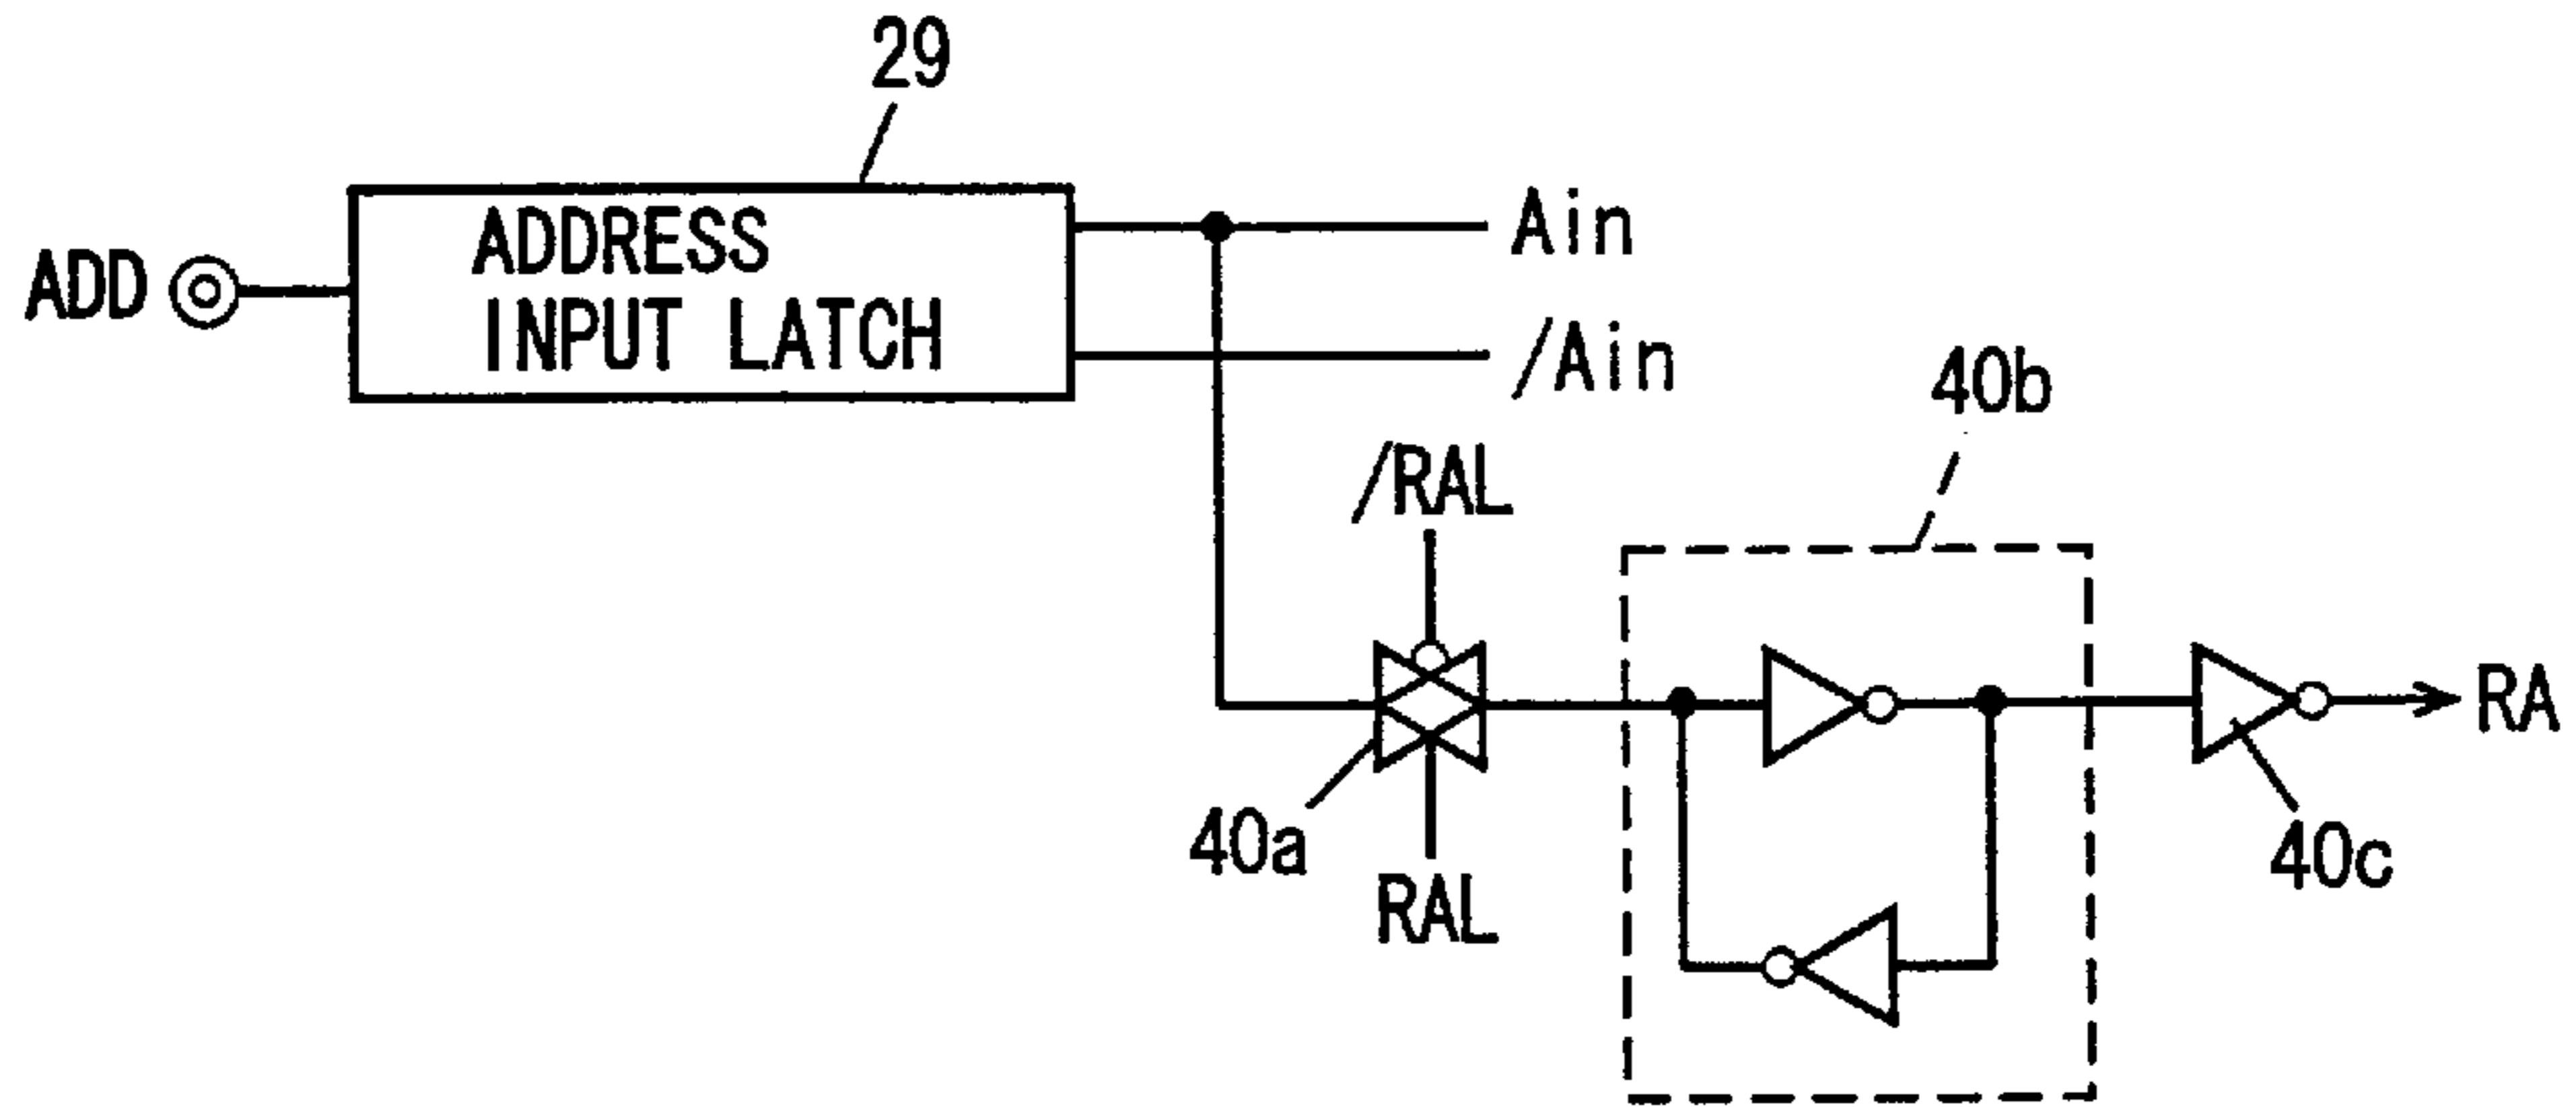 29
ADD
ADDRESS
INPUT LATCH
Ain
/Ain
40b
/RAL
40a
RAL
40c
RA